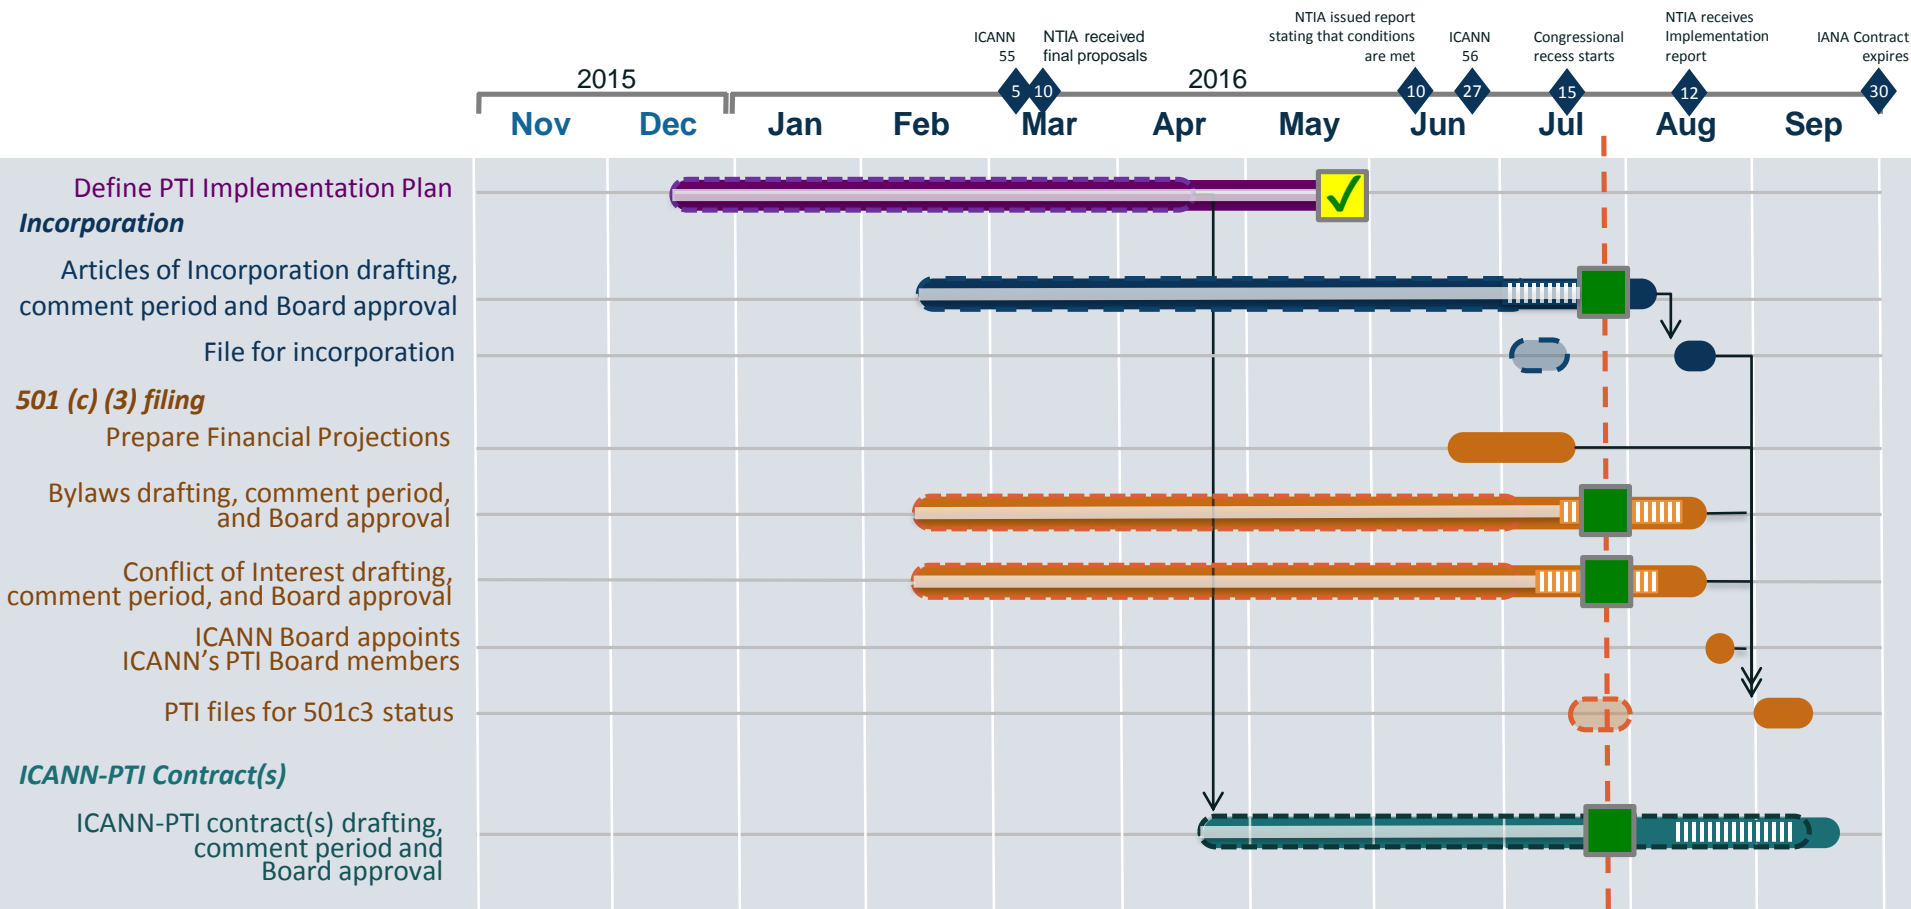 NTIA issued report
stating that conditions
are met
NTIA receives
Implementation
report
ICANN
55
NTIA received
final proposals
ICANN
56
Congressional
recess starts
IANA Contract
expires
2015
2016
5
10
10
27
15
12
30
Nov
Dec
Jan
Feb
Mar
Apr
May
Jun
Jul
Aug
Sep
Define PTI Implementation Plan
Incorporation
Articles of Incorporation drafting,
comment period and Board approval
File for incorporation
501 (c) (3) filing
Prepare Financial Projections
Bylaws drafting, comment period,
and Board approval
Conflict of Interest drafting,
comment period, and Board approval
ICANN Board appoints
ICANN's PTI Board members
PTI files for 501c3 status
ICANN-PTI Contract(s)
ICANN-PTI contract(s) drafting,
comment period and
Board approval